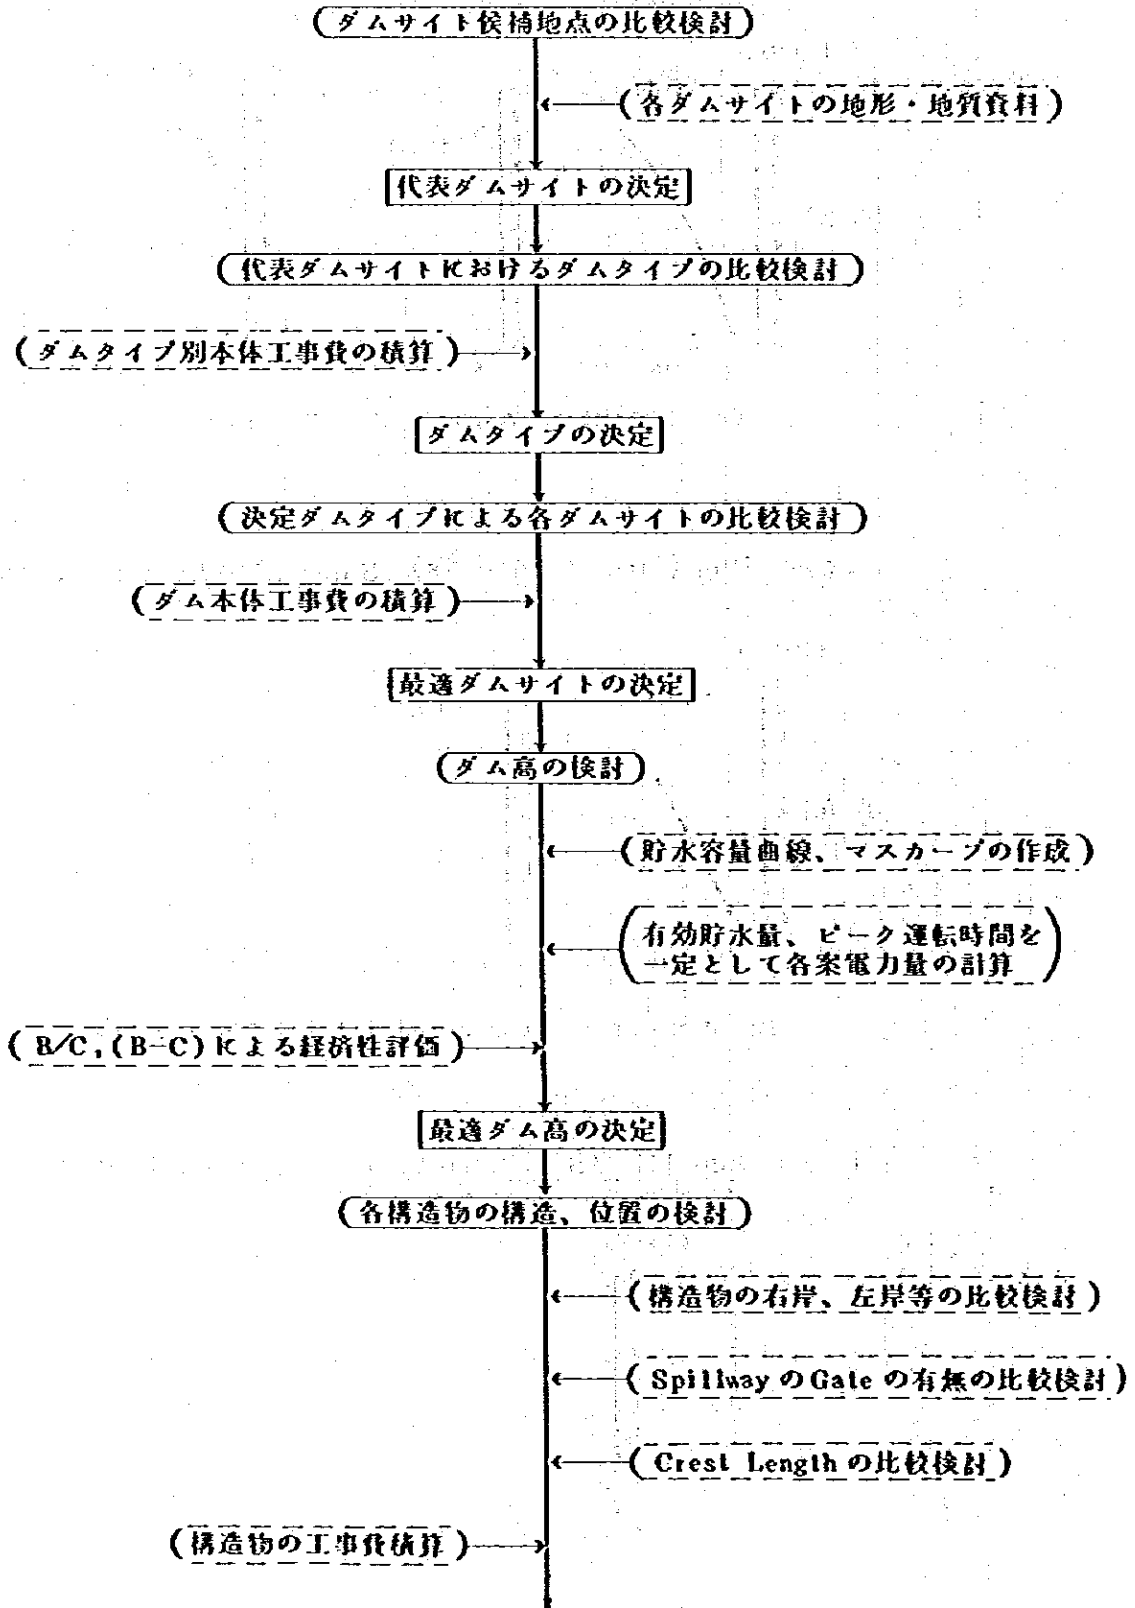 (ダムサイト候補地点の比較検討)
(各ダムサイトの地形・地質資料)
[代表ダムサイトの決定]
(代表ダムサイトにおけるダムタイプの比較検討)
(ダムタイプ別本体工事費の積算)
[ダムタイプの決定]
(決定ダムタイプによる各ダムサイトの比較検討)
(ダム本体工事費の積算)
[最適ダムサイトの決定]
(ダム高の検討)
(貯水容量曲線、マスカーブの作成)
(有効貯水量、ピーク運転時間を
一定として各案電力量の計算)
(B/C,(B-C)による経済性評価)
[最適ダム高の決定]
(各構造物の構造、位置の検討)
(構造物の右岸、左岸等の比較検討)
(SpillwayのGateの有無の比較検討)
(Crest Lengthの比較検討)
(構造物の工事費積算)